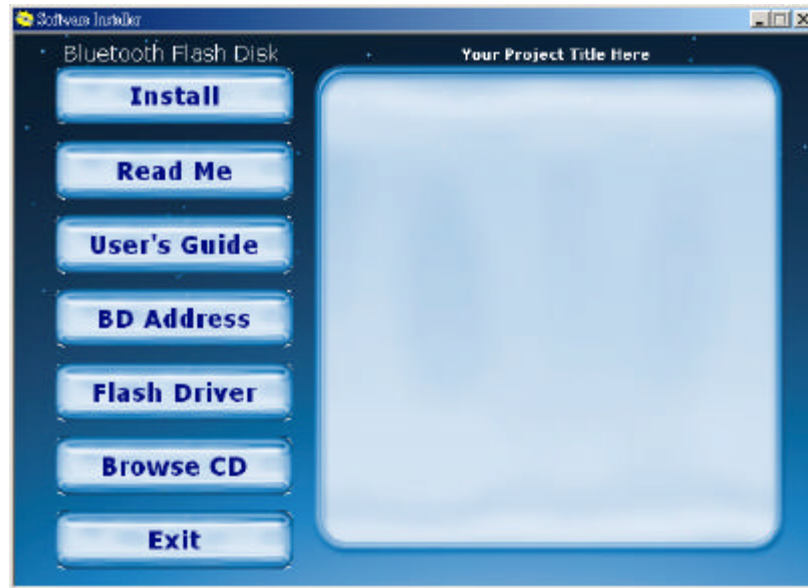 Software Installer
Bluetooth Flash Disk
Your Project Title Here
Install
Read Me
User's Guide
BD Address
Flash Driver
Browse CD
Exit